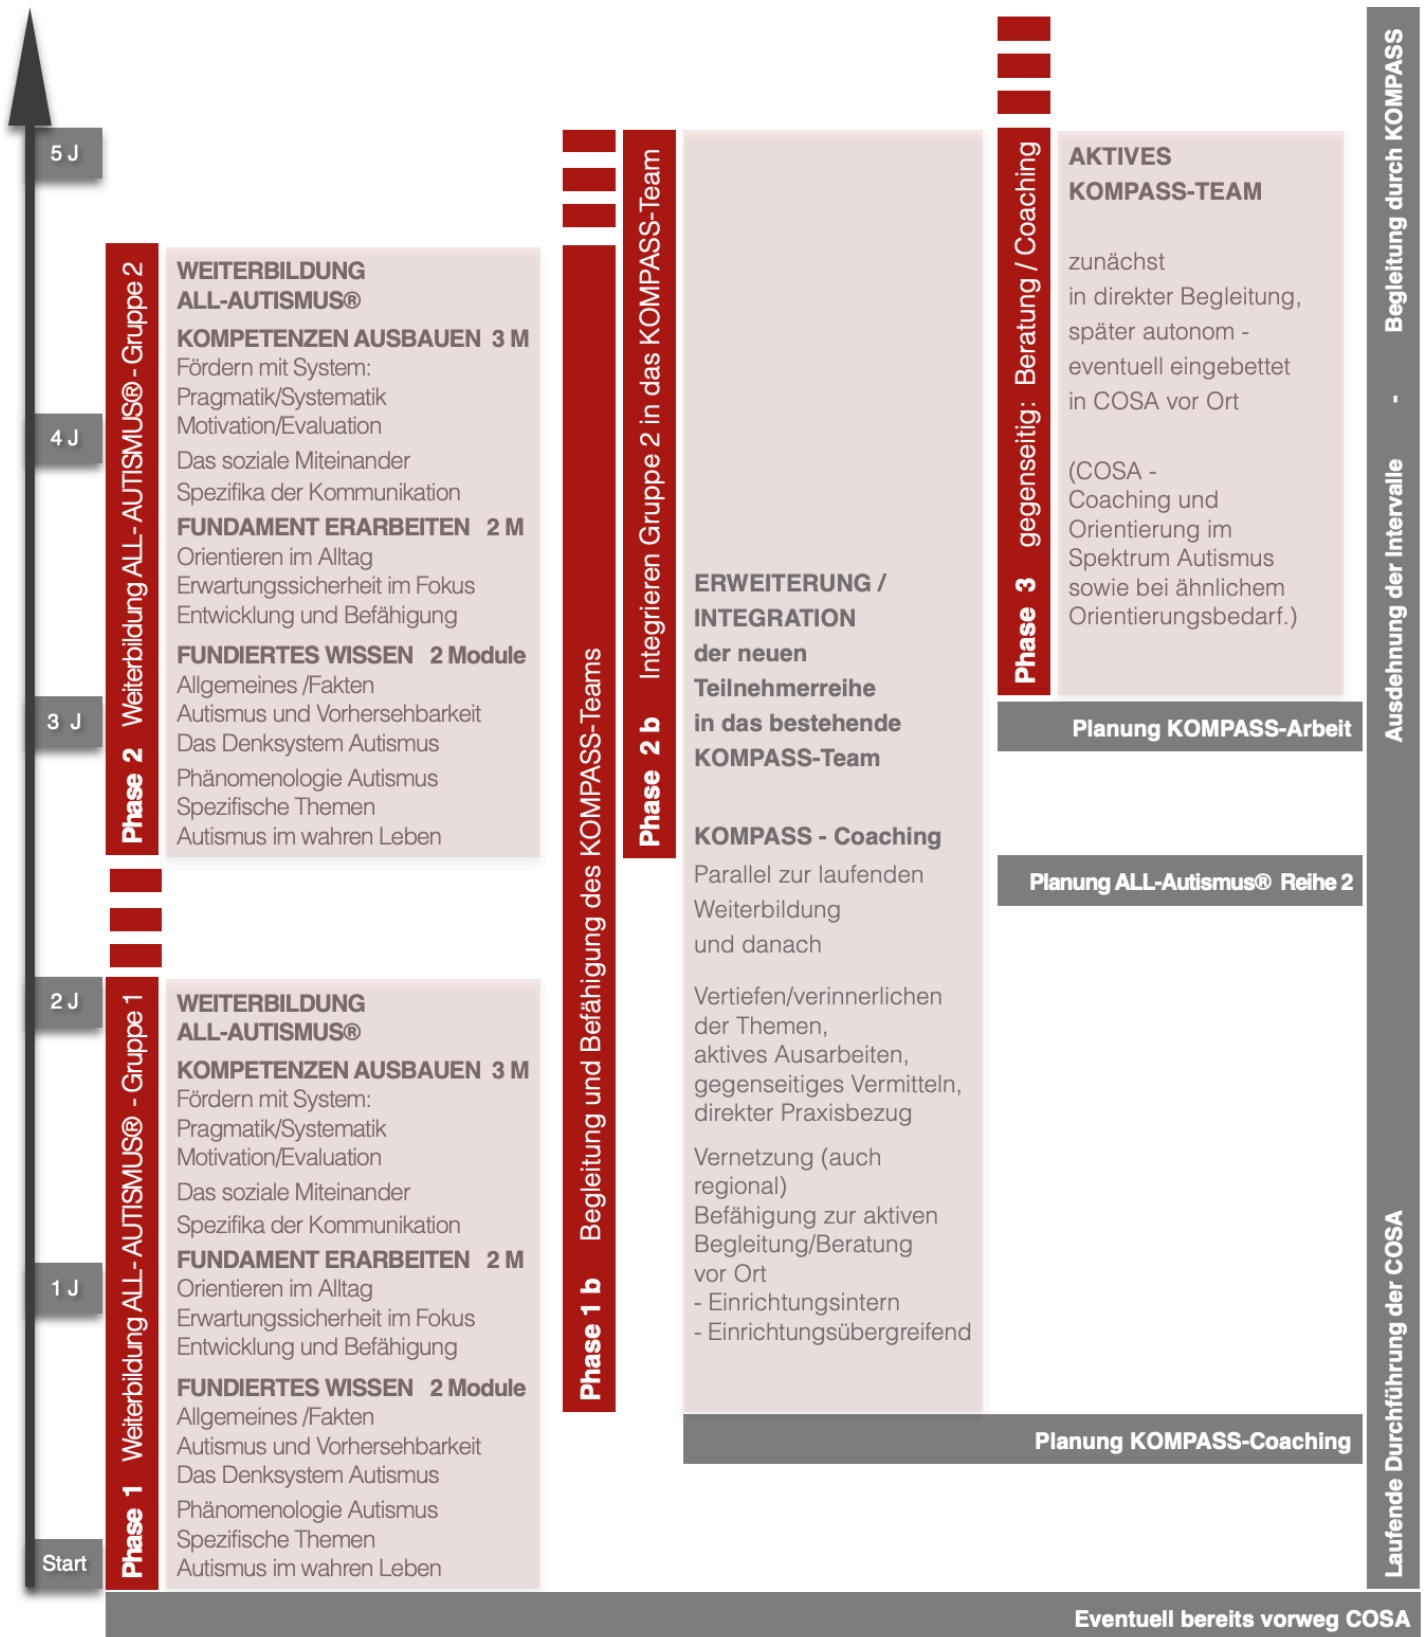 5 J
4 J
3 J
2 J
1 J
Start
Phase 2 Weiterbildung ALL- AUTISMUS® - Gruppe 2
WEITERBILDUNG
ALL-AUTISMUS®
KOMPETENZEN AUSBAUEN 3 M
Fördern mit System:
Pragmatik/Systematik
Motivation/Evaluation
Das soziale Miteinander
Spezifika der Kommunikation
FUNDAMENT ERARBEITEN 2 M
Orientieren im Alltag
Erwartungssicherheit im Fokus
Entwicklung und Befähigung
FUNDIERTES WISSEN 2 Module
Allgemeines /Fakten
Autismus und Vorhersehbarkeit
Das Denksystem Autismus
Phänomenologie Autismus
Spezifische Themen
Autismus im wahren Leben
Phase 1 Weiterbildung ALL- AUTISMUS® - Gruppe 1
WEITERBILDUNG
ALL-AUTISMUS®
KOMPETENZEN AUSBAUEN 3 M
Fördern mit System:
Pragmatik/Systematik
Motivation/Evaluation
Das soziale Miteinander
Spezifika der Kommunikation
FUNDAMENT ERARBEITEN 2 M
Orientieren im Alltag
Erwartungssicherheit im Fokus
Entwicklung und Befähigung
FUNDIERTES WISSEN 2 Module
Allgemeines /Fakten
Autismus und Vorhersehbarkeit
Das Denksystem Autismus
Phänomenologie Autismus
Spezifische Themen
Autismus im wahren Leben
Phase 1 b Begleitung und Befähigung des KOMPASS-Teams
Phase 2 b Integrieren Gruppe 2 in das KOMPASS-Team
ERWEITERUNG /
INTEGRATION
der neuen
Teilnehmerreihe
in das bestehende
KOMPASS-Team
KOMPASS - Coaching
Parallel zur laufenden
Weiterbildung
und danach
Vertiefen/verinnerlichen
der Themen,
aktives Ausarbeiten,
gegenseitiges Vermitteln,
direkter Praxisbezug
Vernetzung (auch
regional)
Befähigung zur aktiven
Begleitung/Beratung
vor Ort
- Einrichtungsintern
- Einrichtungsübergreifend
Phase 3 gegenseitig: Beratung / Coaching
AKTIVES
KOMPASS-TEAM
zunächst
in direkter Begleitung,
später autonom -
eventuell eingebettet
in COSA vor Ort
(COSA -
Coaching und
Orientierung im
Spektrum Autismus
sowie bei ähnlichem
Orientierungsbedarf.)
Planung KOMPASS-Arbeit
Planung ALL-Autismus® Reihe 2
Planung KOMPASS-Coaching
Laufende Durchführung der COSA Ausdehnung der Intervalle - Begleitung durch KOMPASS
Eventuell bereits vorweg COSA